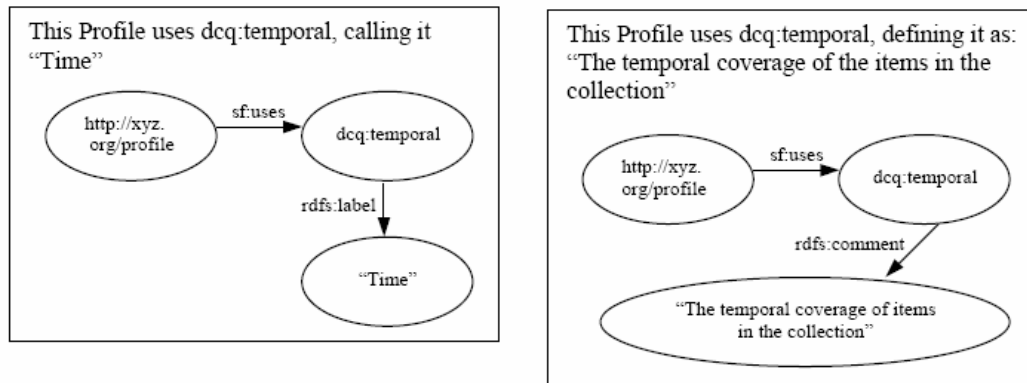 This Profile uses dcq:temporal, calling it
“Time”
http://xyz.
org/profile
sf:uses
dcq:temporal
rdfs:label
“Time”
This Profile uses dcq:temporal, defining it as:
“The temporal coverage of the items in the
collection”
http://xyz.
org/profile
sf:uses
dcq:temporal
rdfs:comment
“The temporal coverage of items
in the collection”